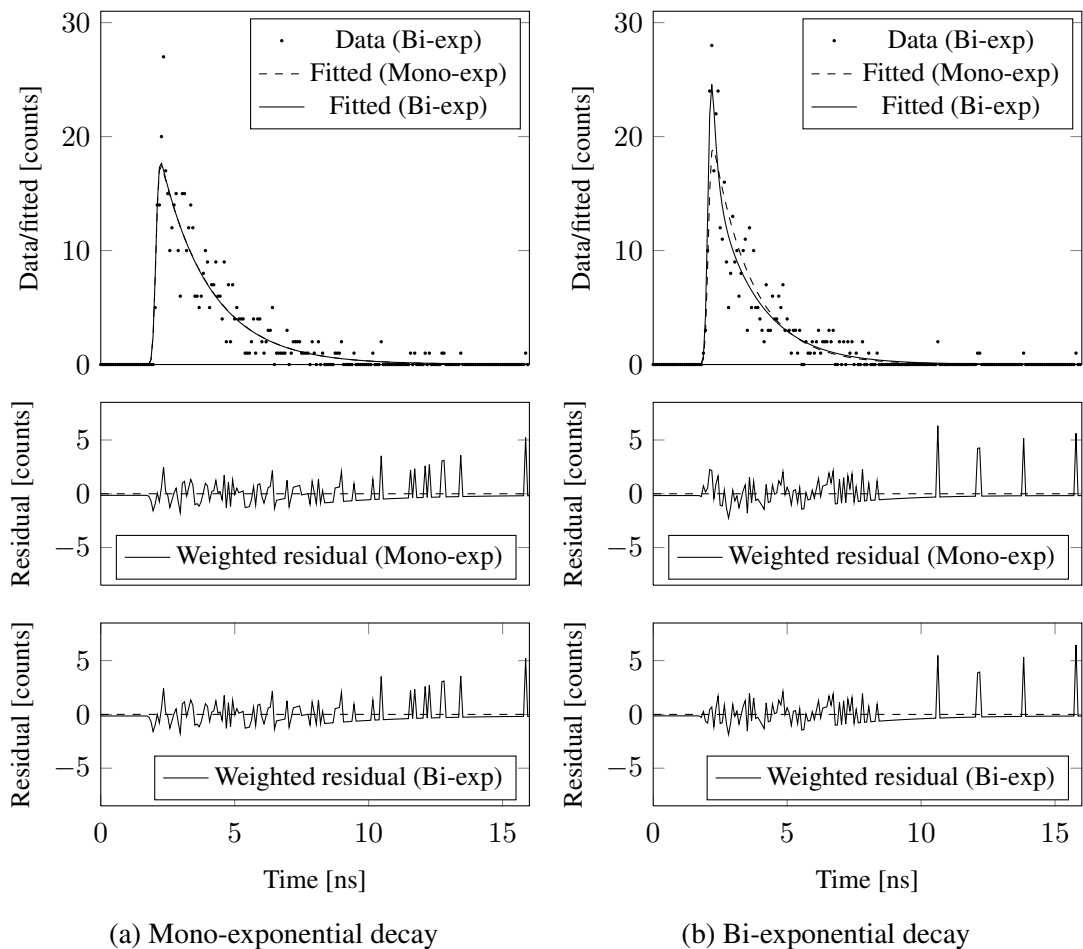 30
20
10
0
Data/fitted [counts]
Data (Bi-exp)
Fitted (Mono-exp)
Fitted (Bi-exp)
5
0
−5
Residual [counts]
Weighted residual (Mono-exp)
5
0
−5
Residual [counts]
Weighted residual (Bi-exp)
0 5 10 15
Time [ns]
(a) Mono-exponential decay
30
20
10
0
Data/fitted [counts]
Data (Bi-exp)
Fitted (Mono-exp)
Fitted (Bi-exp)
5
0
−5
Residual [counts]
Weighted residual (Mono-exp)
5
0
−5
Residual [counts]
Weighted residual (Bi-exp)
0 5 10 15
Time [ns]
(b) Bi-exponential decay